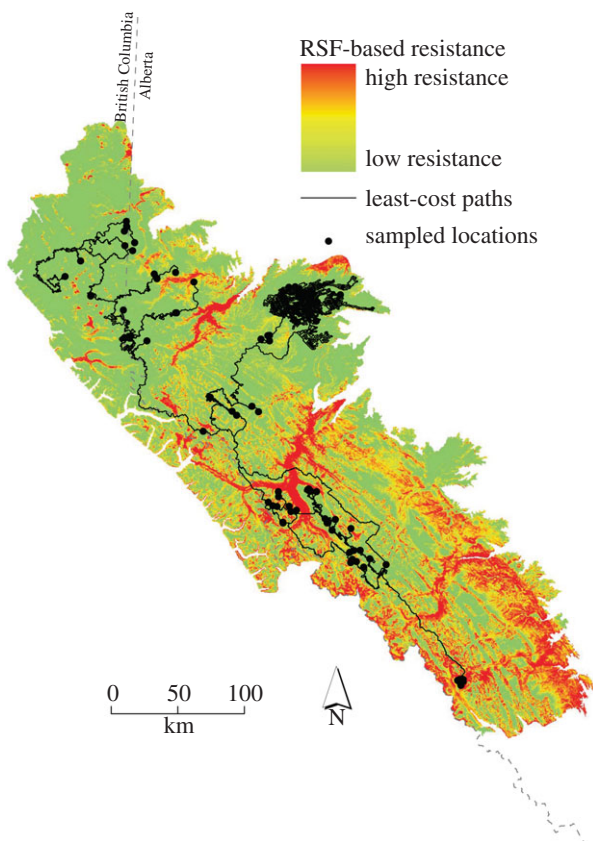 British Columbia
Alberta
RSF-based resistance
high resistance
low resistance
least-cost paths
sampled locations
0 50 100
km
N